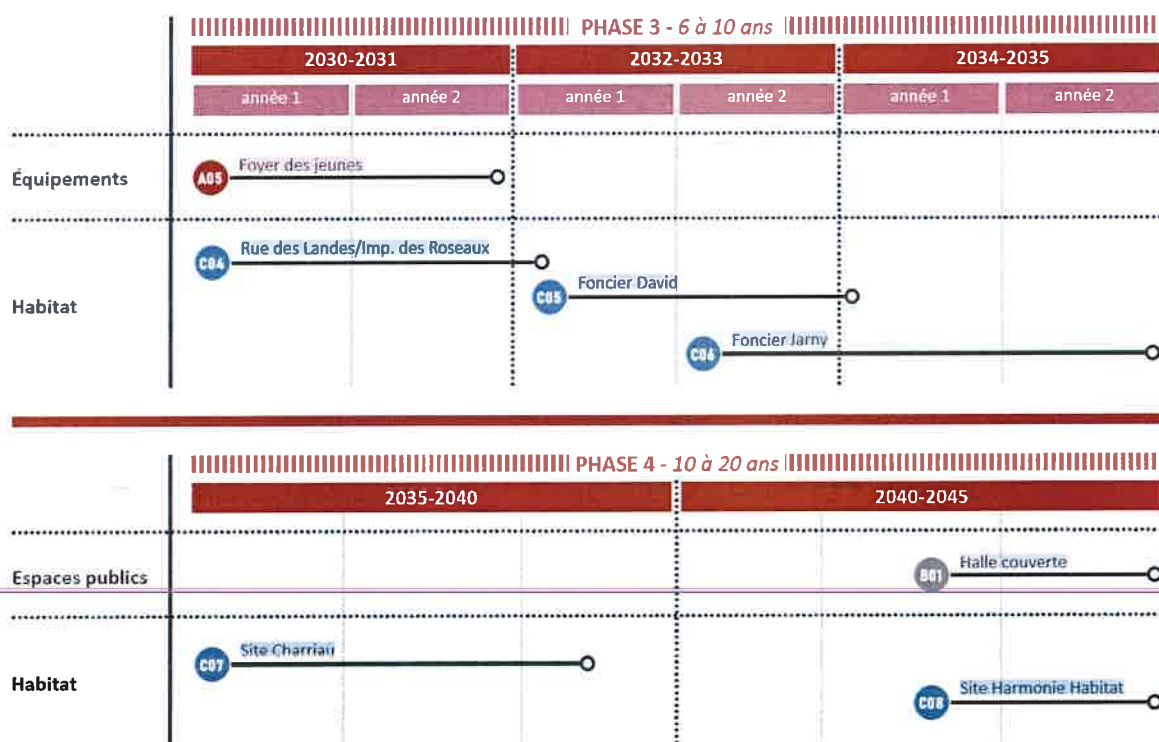 PHASE 3 - 6 à 10 ans
2030-2031 2032-2033 2034-2035
année 1 année 2 année 1 année 2 année 1 année 2
Équipements
A05 Foyer des jeunes
Habitat
C04 Rue des Landes/Imp. des Roseaux
C05 Foncier David
C06 Foncier Jarny
PHASE 4 - 10 à 20 ans
2035-2040 2040-2045
Espaces publics
B01 Halle couverte
Habitat
C07 Site Charriau
C08 Site Harmonie Habitat